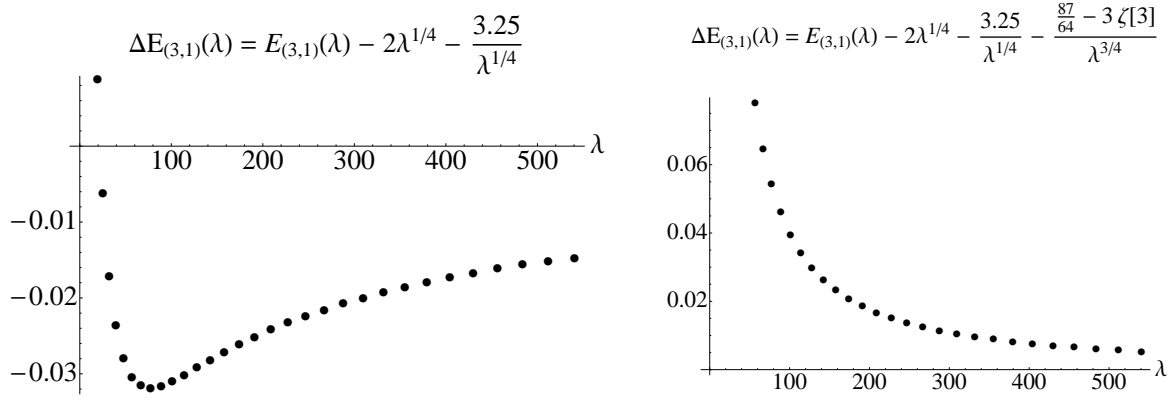 ΔE(3,1)(λ) = E(3,1)(λ) − 2λ^{1/4} − 3.25/λ^{1/4}
λ
100 200 300 400 500
−0.01
−0.02
−0.03
ΔE(3,1)(λ) = E(3,1)(λ) − 2λ^{1/4} − 3.25/λ^{1/4} − (87/64 − 3 ζ[3])/λ^{3/4}
0.06
0.04
0.02
λ
100 200 300 400 500